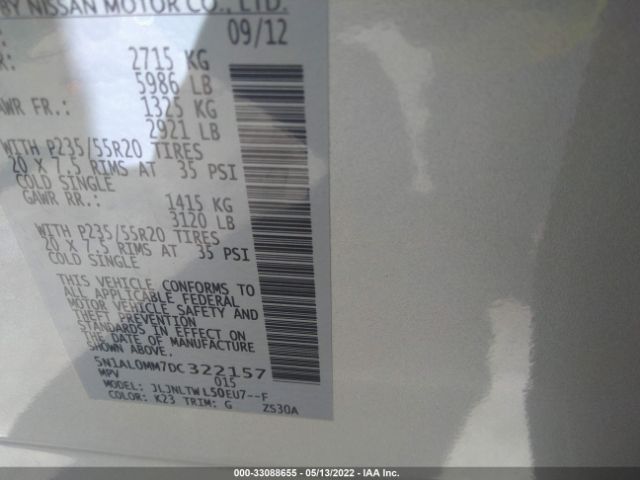 BY NISSAN MOTOR CO., LTD.
09/12
R: 2715 KG
5986 LB
GAWR FR.: 1325 KG
2921 LB
WITH P235/55R20 TIRES
20 X 7.5 RIMS AT 35 PSI
COLD SINGLE
GAWR RR.: 1415 KG
3120 LB
WITH P235/55R20 TIRES
20 X 7.5 RIMS AT 35 PSI
COLD SINGLE
THIS VEHICLE CONFORMS TO
ALL APPLICABLE FEDERAL
MOTOR VEHICLE SAFETY AND
THEFT PREVENTION
STANDARDS IN EFFECT ON
THE DATE OF MANUFACTURE
SHOWN ABOVE.
5N1AL0MM7DC322157
MPV 015
MODEL: JLJNLTWL50EU7--F
COLOR: K23 TRIM: G ZS30A
000-33088655 - 05/13/2022 - IAA Inc.